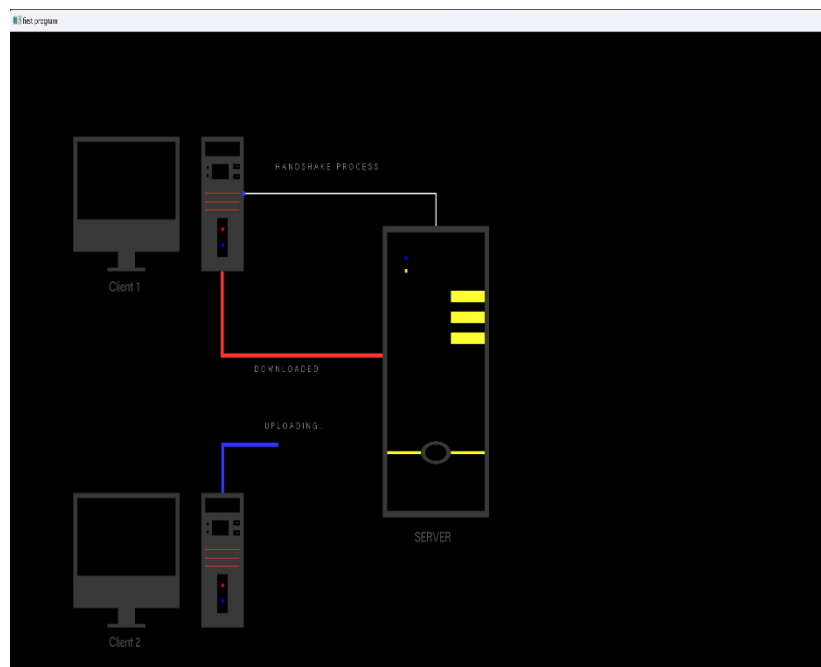 first program
HANDSHAKE PROCESS
Client 1
DOWNLOADED
UPLOADING..
SERVER
Client 2